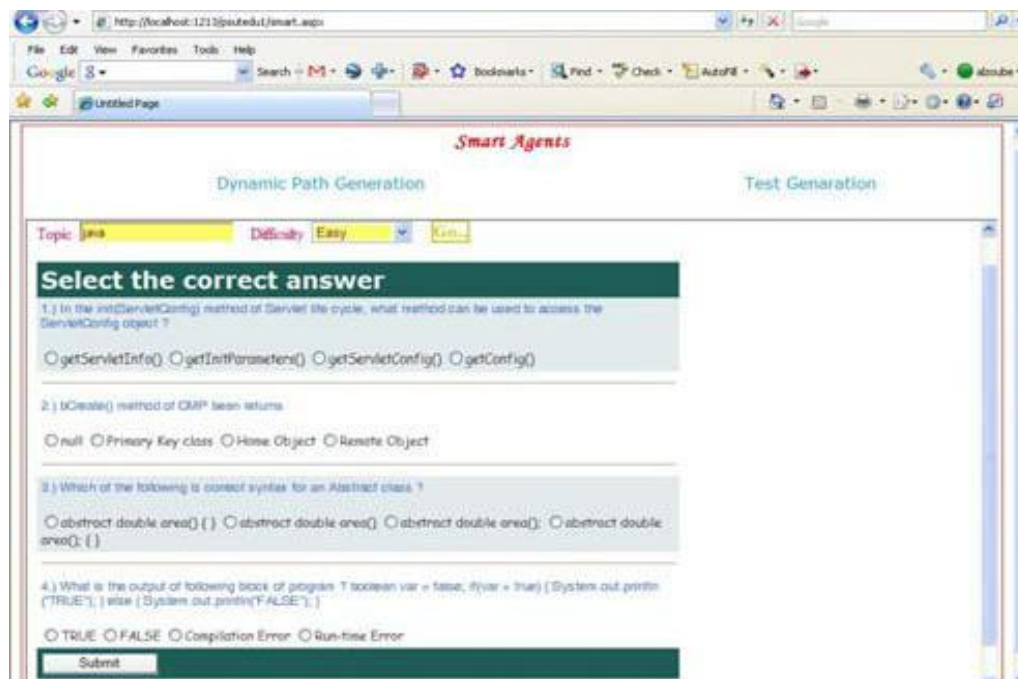 http://localhost:1213/psutedu1/smart.aspx
Google
File Edit View Favorites Tools Help
Google Search Bookmarks Find Check AutoFill
Untitled Page
Smart Agents
Dynamic Path Generation Test Genaration
Topic java Difficulty Easy Go...
Select the correct answer
1.) In the init(ServletConfig) method of Servlet life cycle, what method can be used to access the
ServletConfig object ?
getServletInfo() getInitParameters() getServletConfig() getConfig()
2.) bCreate() method of CMP bean returns
null Primary Key class Home Object Remote Object
3.) Which of the following is correct syntax for an Abstract class ?
abstract double area() { } abstract double area() abstract double area(); abstract double
area(); { }
4.) What is the output of following block of program ? boolean var = false; if(var = true) { System.out.println
("TRUE"); } else { System.out.println("FALSE"); }
TRUE FALSE Compilation Error Run-time Error
Submit